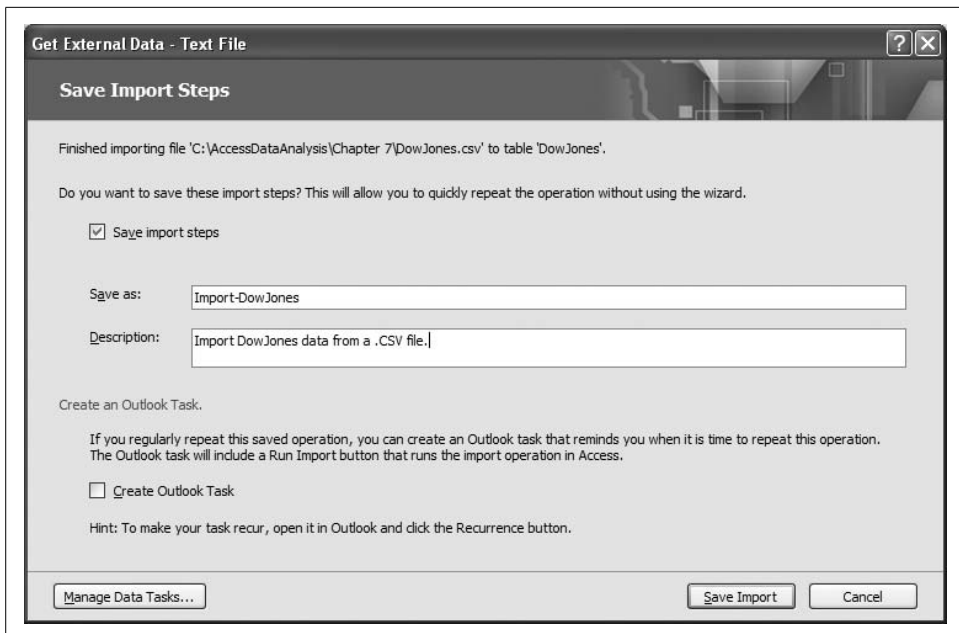 Get External Data - Text File
Save Import Steps
Finished importing file 'C:\AccessDataAnalysis\Chapter 7\DowJones.csv' to table 'DowJones'.
Do you want to save these import steps? This will allow you to quickly repeat the operation without using the wizard.
Save import steps
Save as:
Import-DowJones
Description:
Import DowJones data from a .CSV file.
Create an Outlook Task.
If you regularly repeat this saved operation, you can create an Outlook task that reminds you when it is time to repeat this operation.
The Outlook task will include a Run Import button that runs the import operation in Access.
Create Outlook Task
Hint: To make your task recur, open it in Outlook and click the Recurrence button.
Manage Data Tasks...
Save Import
Cancel